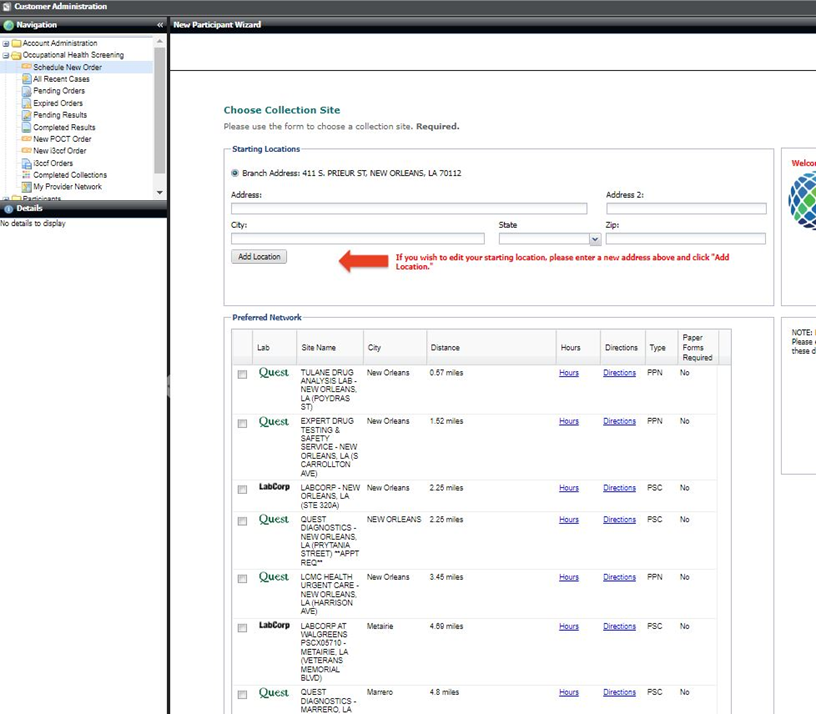 Customer Administration
Navigation «
New Participant Wizard
Account Administration
Occupational Health Screening
Schedule New Order
All Recent Cases
Pending Orders
Expired Orders
Pending Results
Completed Results
New POCT Order
New i3ccf Order
i3ccf Orders
Completed Collections
My Provider Network
Participants
Details
No details to display
Choose Collection Site
Please use the form to choose a collection site. Required.
Starting Locations
Branch Address: 411 S. PRIEUR ST, NEW ORLEANS, LA 70112
Address: Address 2:
City: State Zip:
Add Location
If you wish to edit your starting location, please enter a new address above and click "Add
Location."
Preferred Network
Lab Site Name City Distance Hours Directions Type Paper
Forms
Required
Quest TULANE DRUG New Orleans 0.57 miles Hours Directions PPN No
ANALYSIS LAB -
NEW ORLEANS,
LA (POYDRAS
ST)
Quest EXPERT DRUG New Orleans 1.52 miles Hours Directions PPN No
TESTING &
SAFETY
SERVICE - NEW
ORLEANS, LA (S
CARROLLTON
AVE)
LabCorp LABCORP - NEW New Orleans 2.25 miles Hours Directions PSC No
ORLEANS, LA
(STE 320A)
Quest QUEST NEW ORLEANS 2.25 miles Hours Directions PSC No
DIAGNOSTICS -
NEW ORLEANS,
LA (PRYTANIA
STREET) **APPT
REQ**
Quest LCMC HEALTH New Orleans 3.45 miles Hours Directions PPN No
URGENT CARE -
NEW ORLEANS,
LA (HARRISON
AVE)
LabCorp LABCORP AT Metairie 4.69 miles Hours Directions PSC No
WALGREENS
PSCX05710 -
METAIRIE, LA
(VETERANS
MEMORIAL
BLVD)
Quest QUEST Marrero 4.8 miles Hours Directions PSC No
DIAGNOSTICS -
MARRERO, LA
Welcor
NOTE:
Please
these d